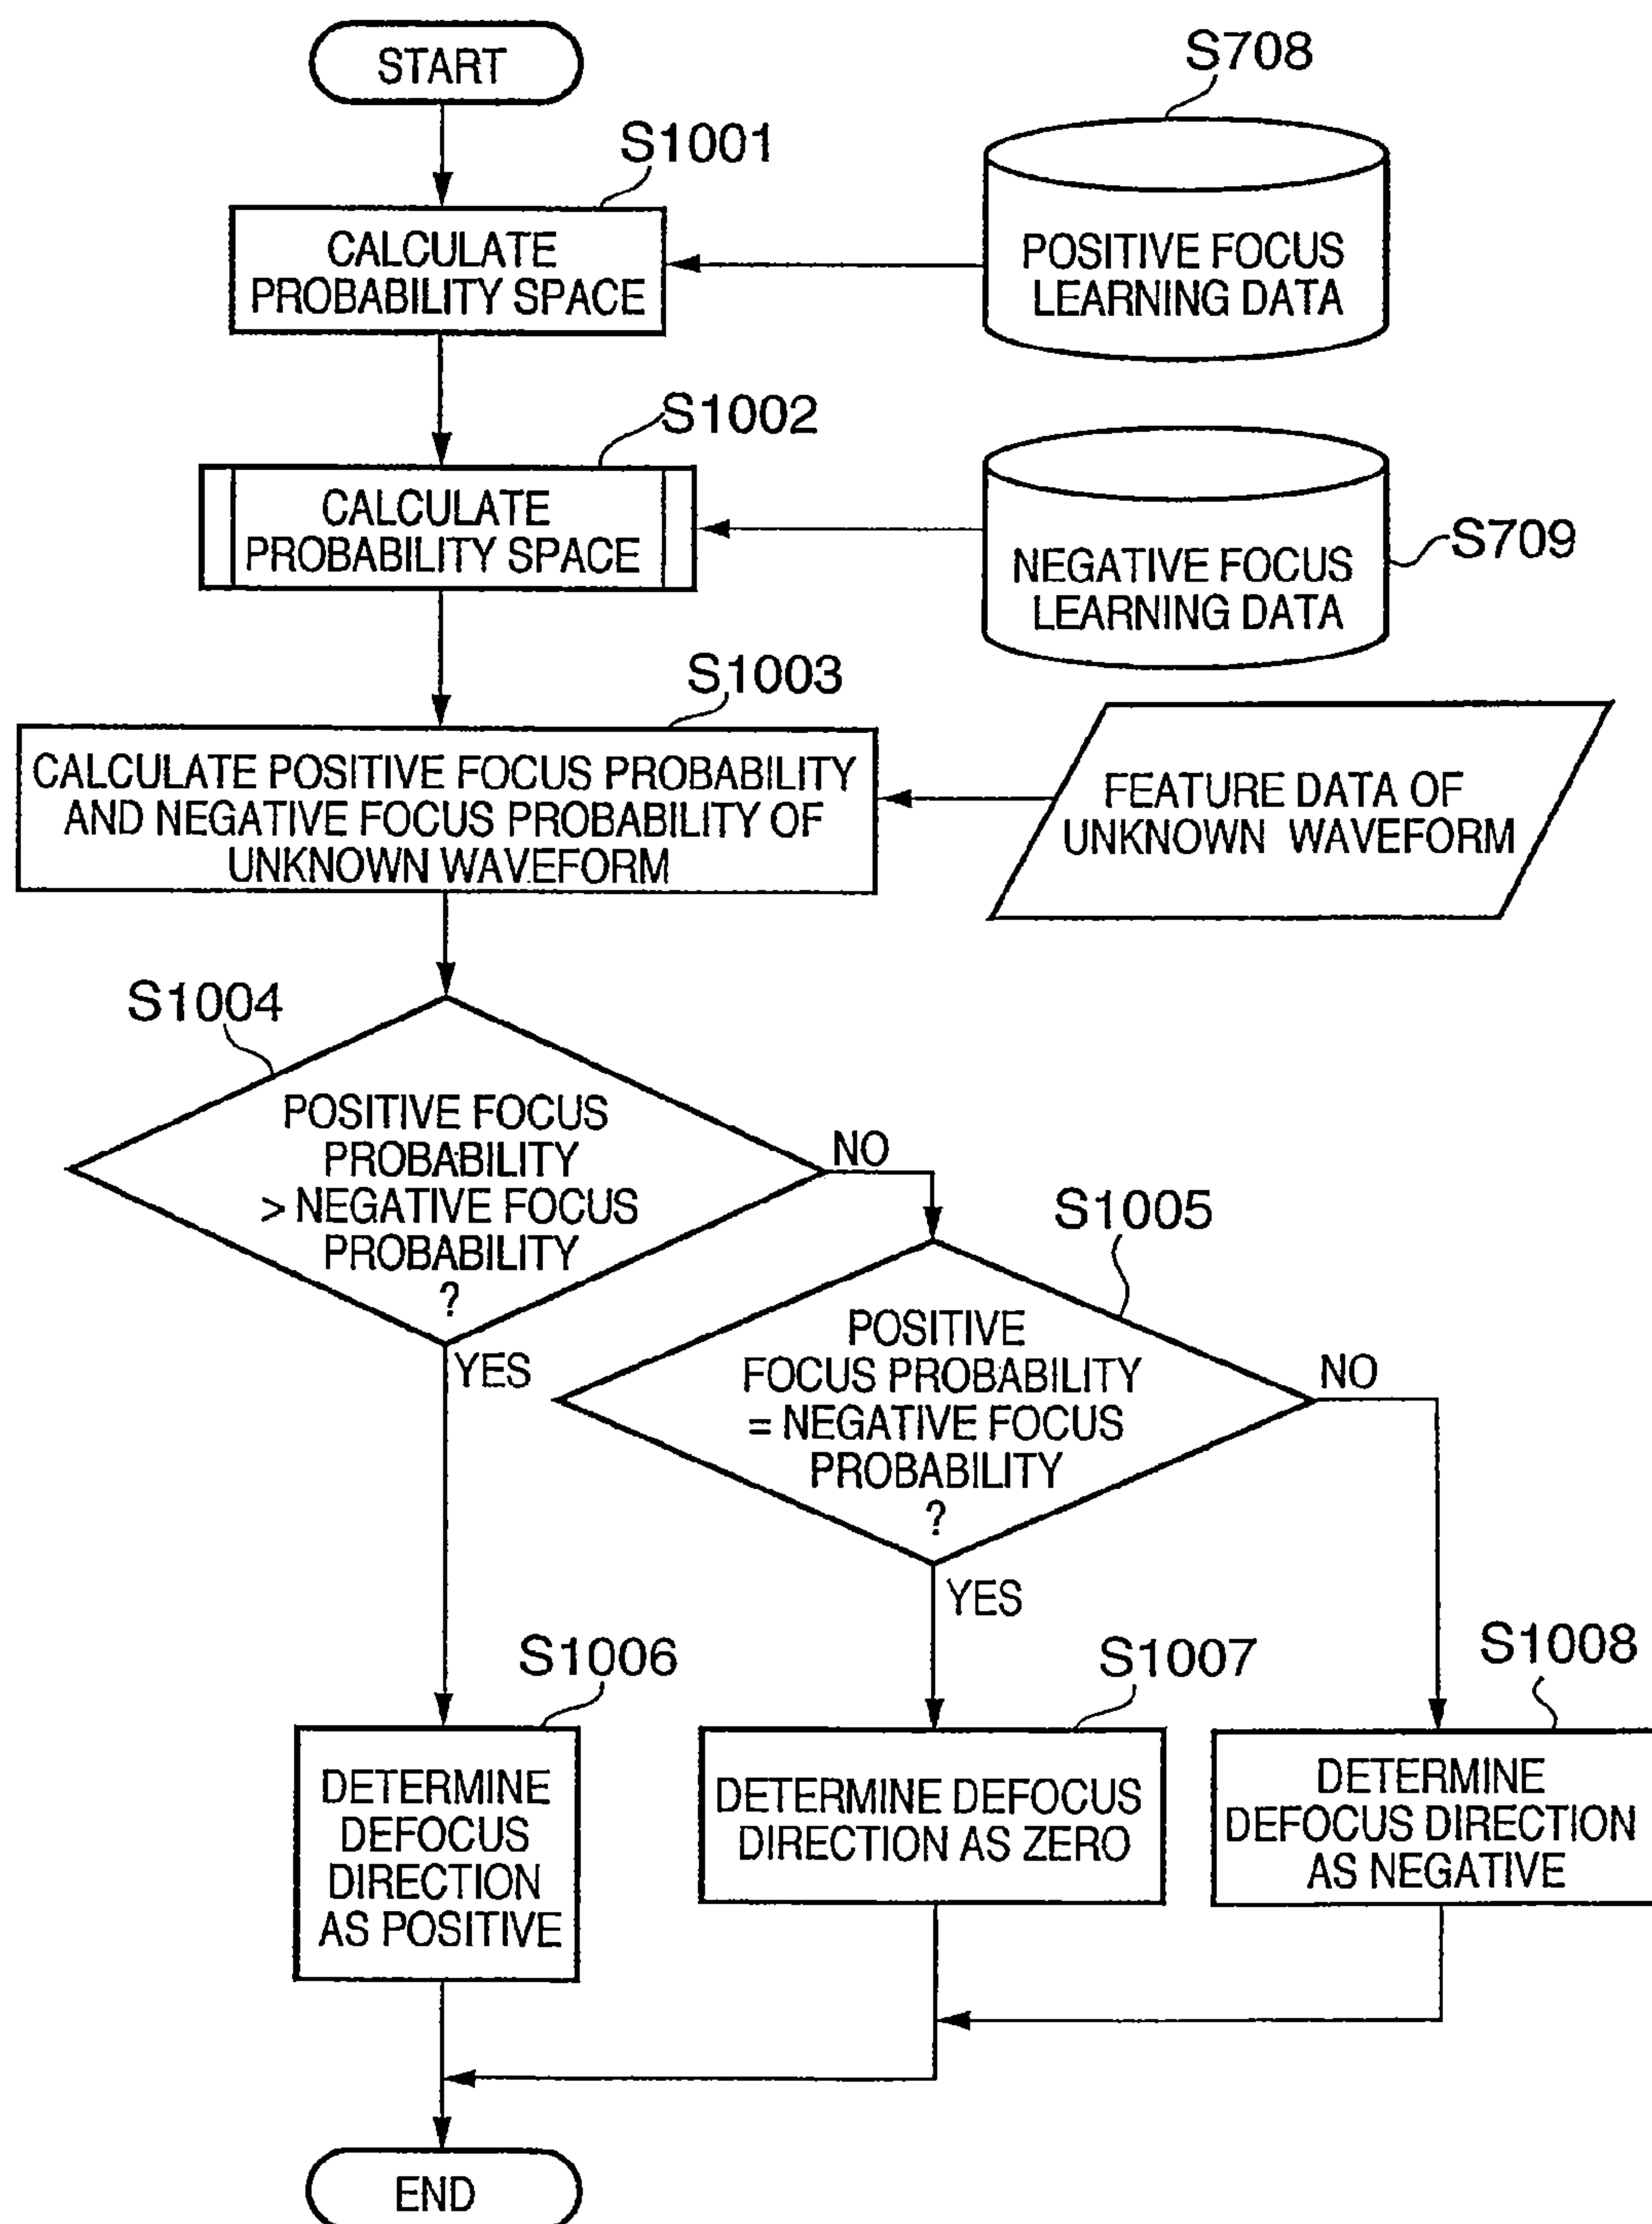 START
S708
S1001
CALCULATE
PROBABILITY SPACE
POSITIVE FOCUS
LEARNING DATA
S1002
CALCULATE
PROBABILITY SPACE
NEGATIVE FOCUS
LEARNING DATA
S709
S1003
CALCULATE POSITIVE FOCUS PROBABILITY
AND NEGATIVE FOCUS PROBABILITY OF
UNKNOWN WAVEFORM
FEATURE DATA OF
UNKNOWN WAVEFORM
S1004
POSITIVE FOCUS
PROBABILITY
> NEGATIVE FOCUS
PROBABILITY
?
NO
YES
S1005
POSITIVE
FOCUS PROBABILITY
= NEGATIVE FOCUS
PROBABILITY
?
NO
YES
S1006
DETERMINE
DEFOCUS
DIRECTION
AS POSITIVE
S1007
DETERMINE DEFOCUS
DIRECTION AS ZERO
S1008
DETERMINE
DEFOCUS DIRECTION
AS NEGATIVE
END